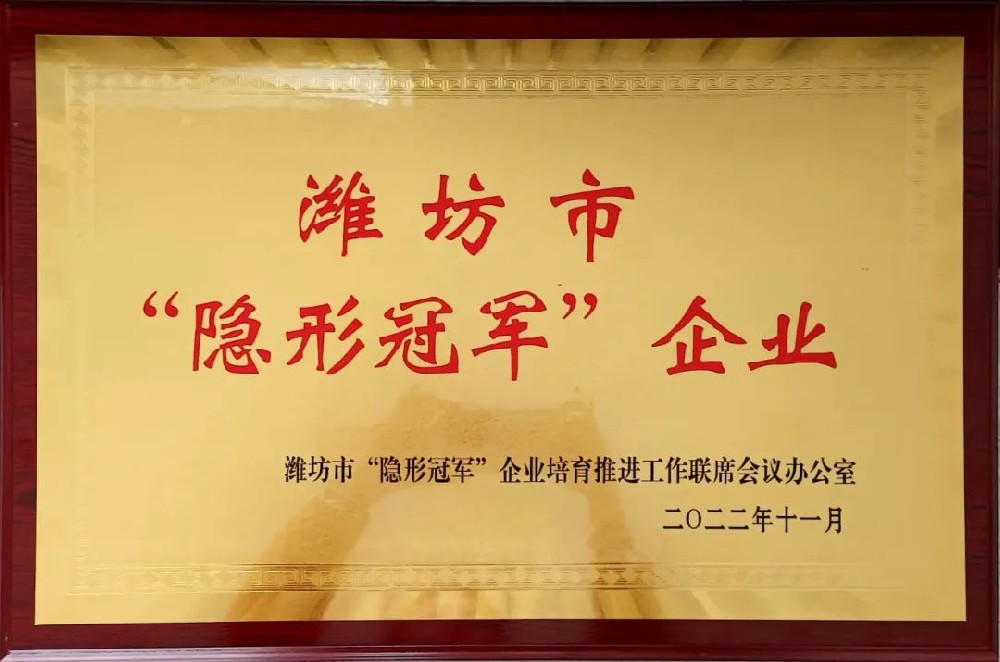 潍坊市
“隐形冠军”企业
潍坊市“隐形冠军”企业培育推进工作联席会议办公室
二〇二二年十一月